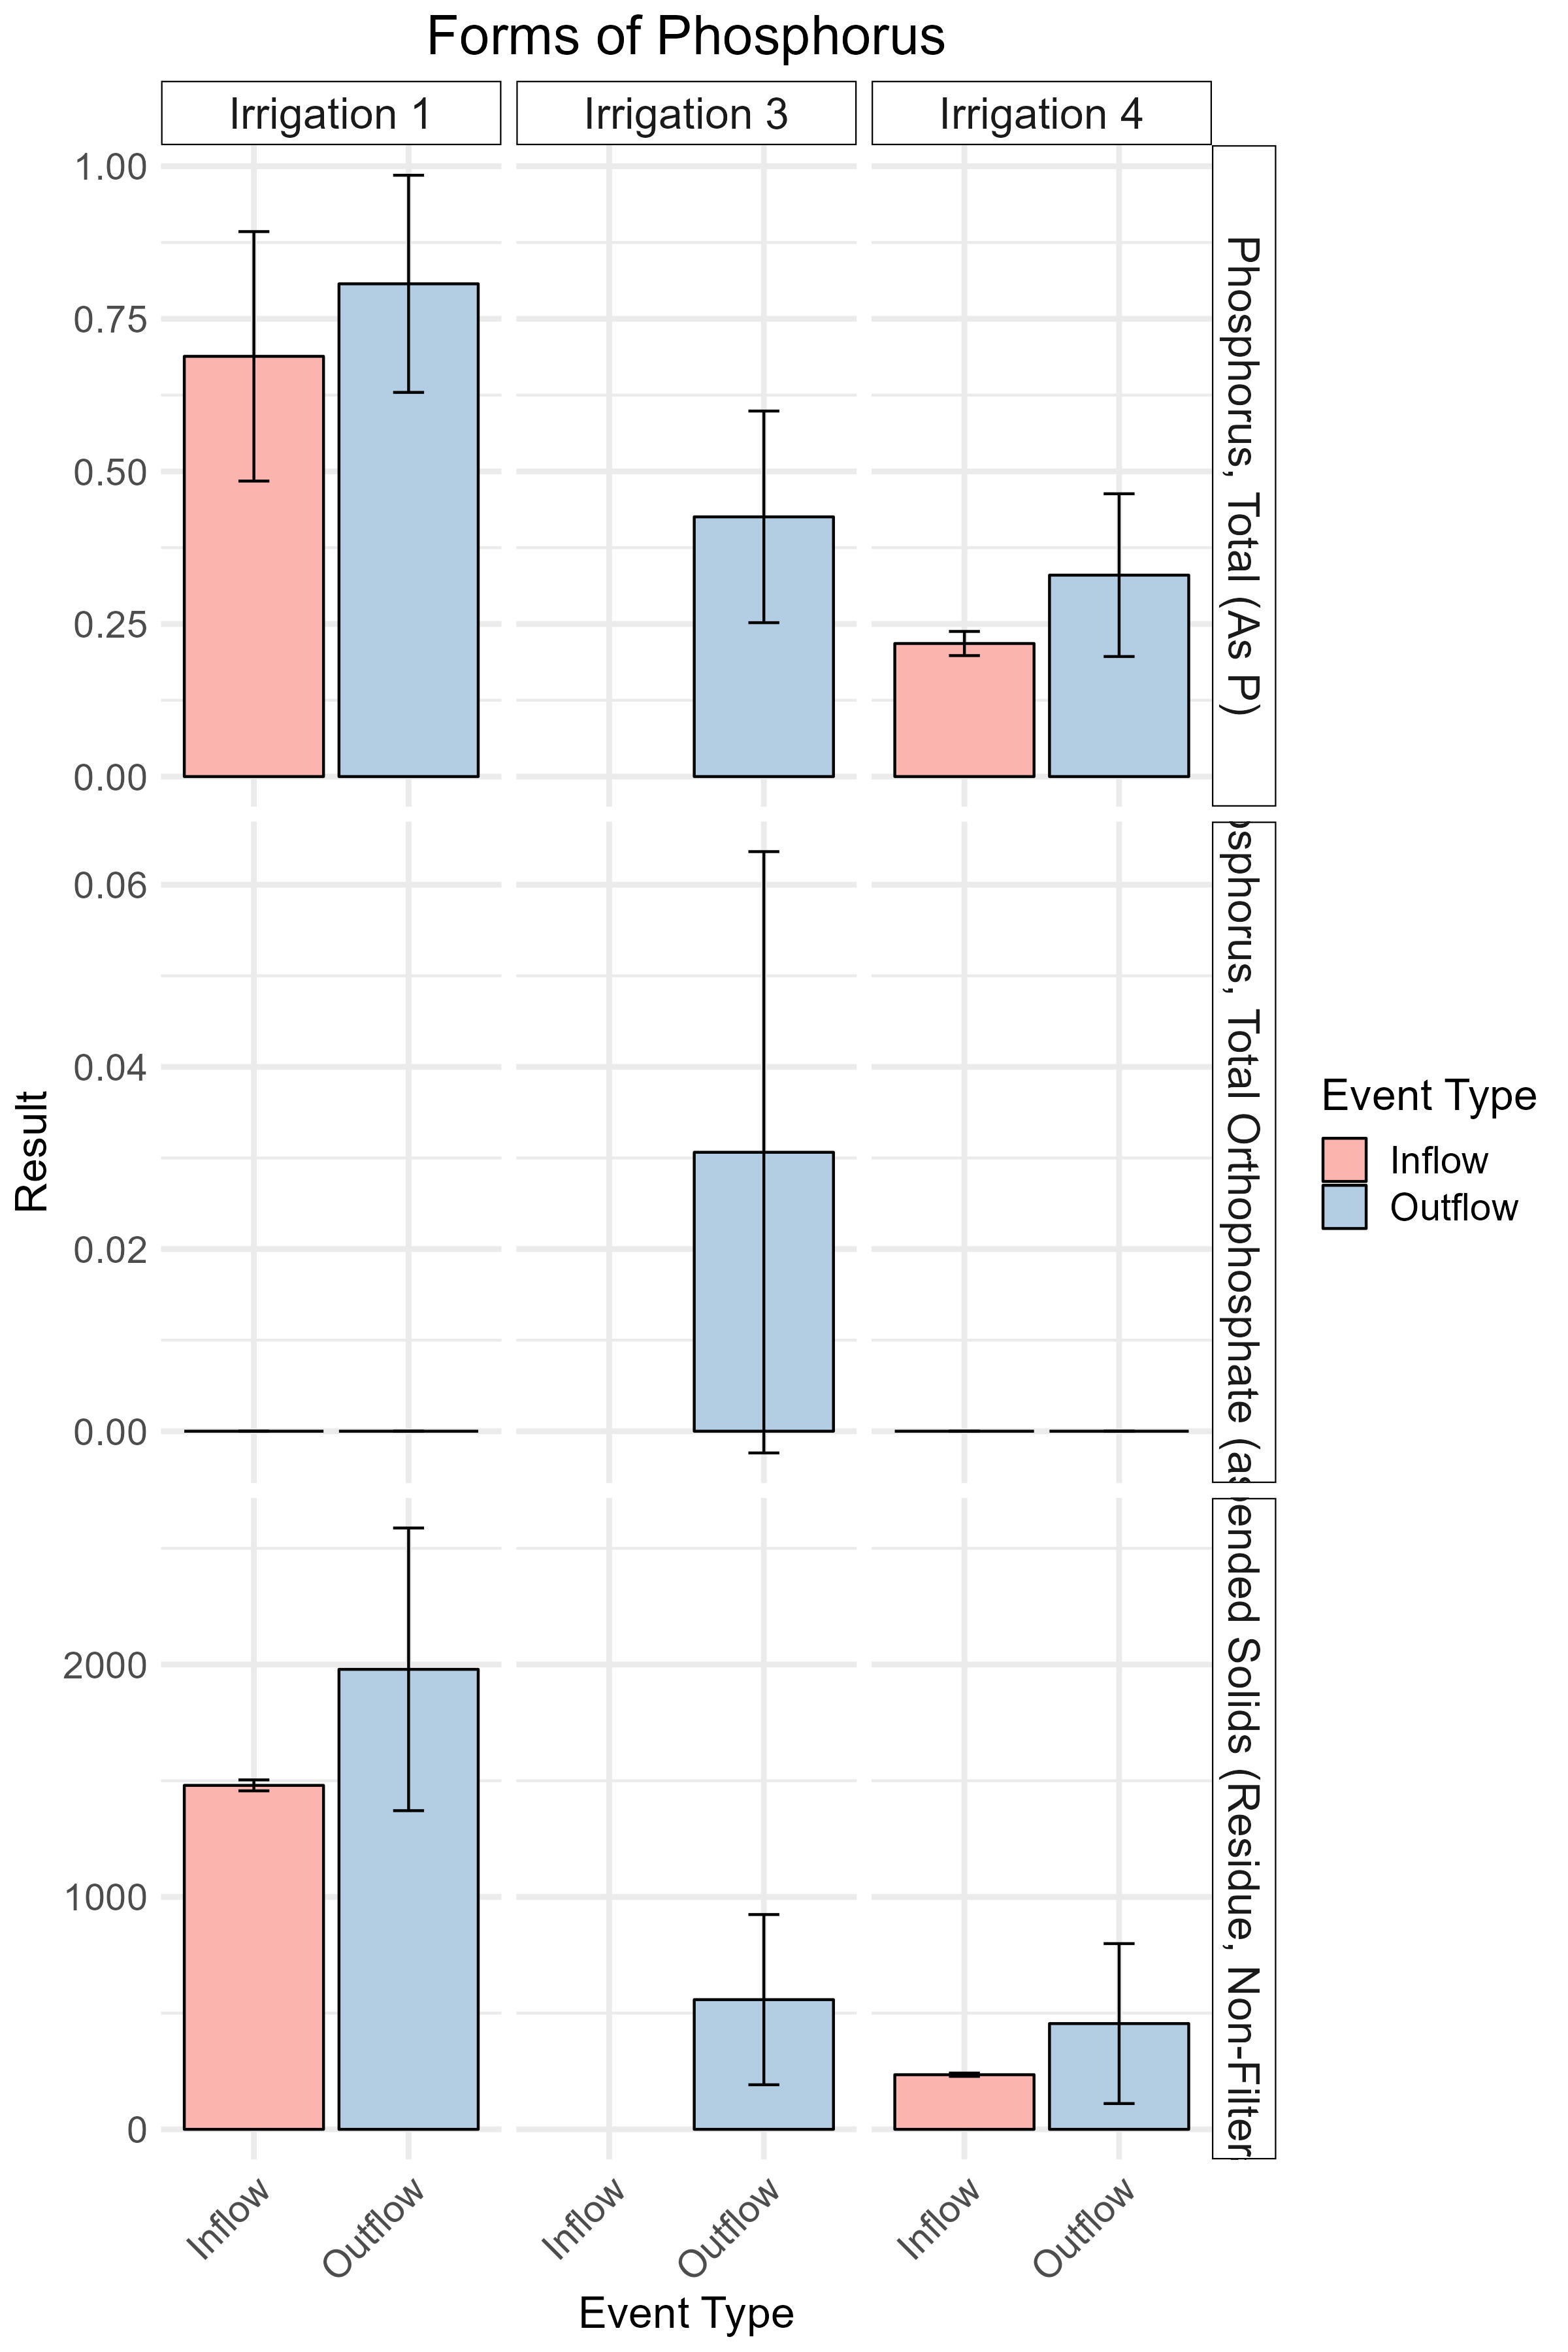 Forms of Phosphorus
Irrigation 1
Irrigation 3
Irrigation 4
1.00
0.75
0.50
0.25
0.00
Phosphorus, Total (As P)
0.06
0.04
0.02
0.00
osphorus, Total Orthophosphate (as
2000
1000
0
ended Solids (Residue, Non-Filter
Result
Inflow
Outflow
Inflow
Outflow
Inflow
Outflow
Event Type
Event Type
Inflow
Outflow